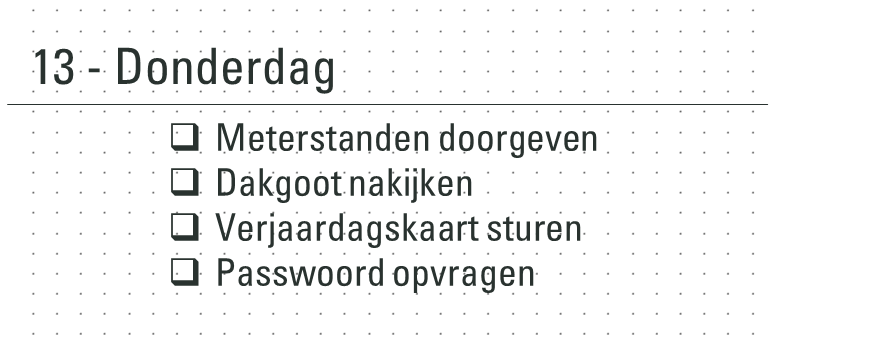 13 - Donderdag
❑ Meterstanden doorgeven
❑ Dakgoot nakijken
❑ Verjaardagskaart sturen
❑ Passwoord opvragen